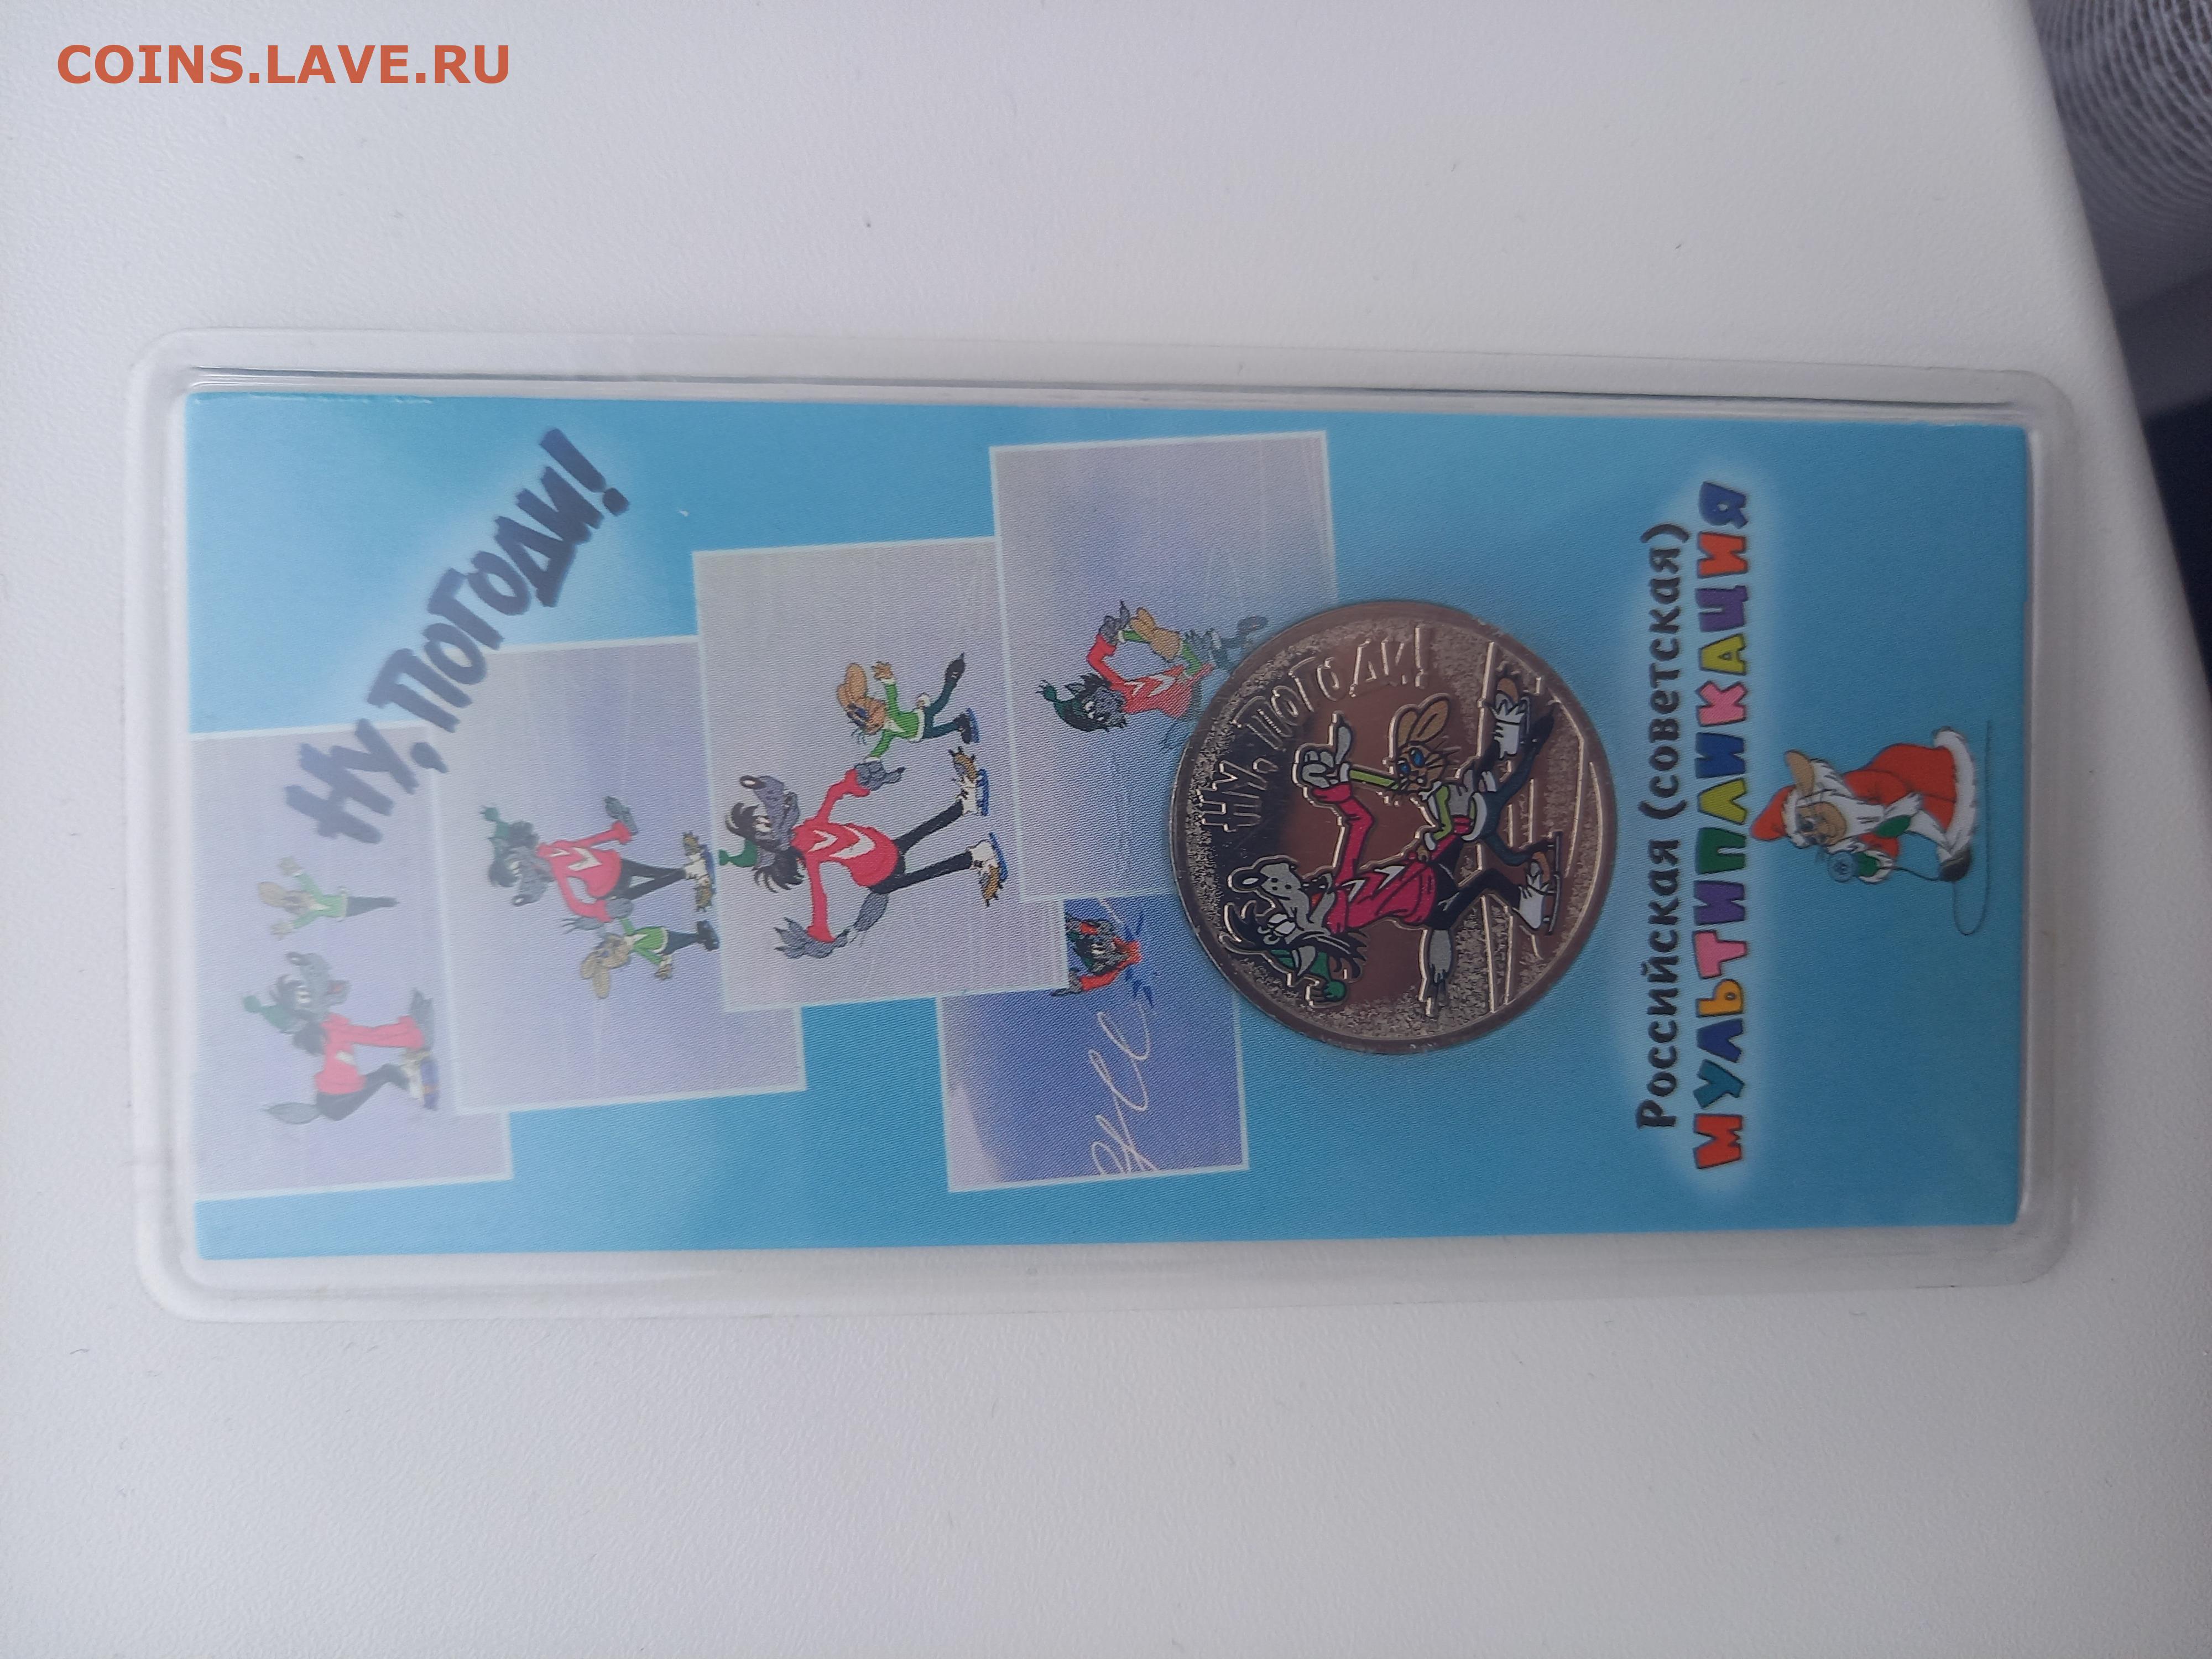 COINS.LAVE.RU
НУ, ПОГОДИ!
НУ, ПОГОДИ!
Российская (советская)
МУЛЬТИПЛИКАЦИЯ